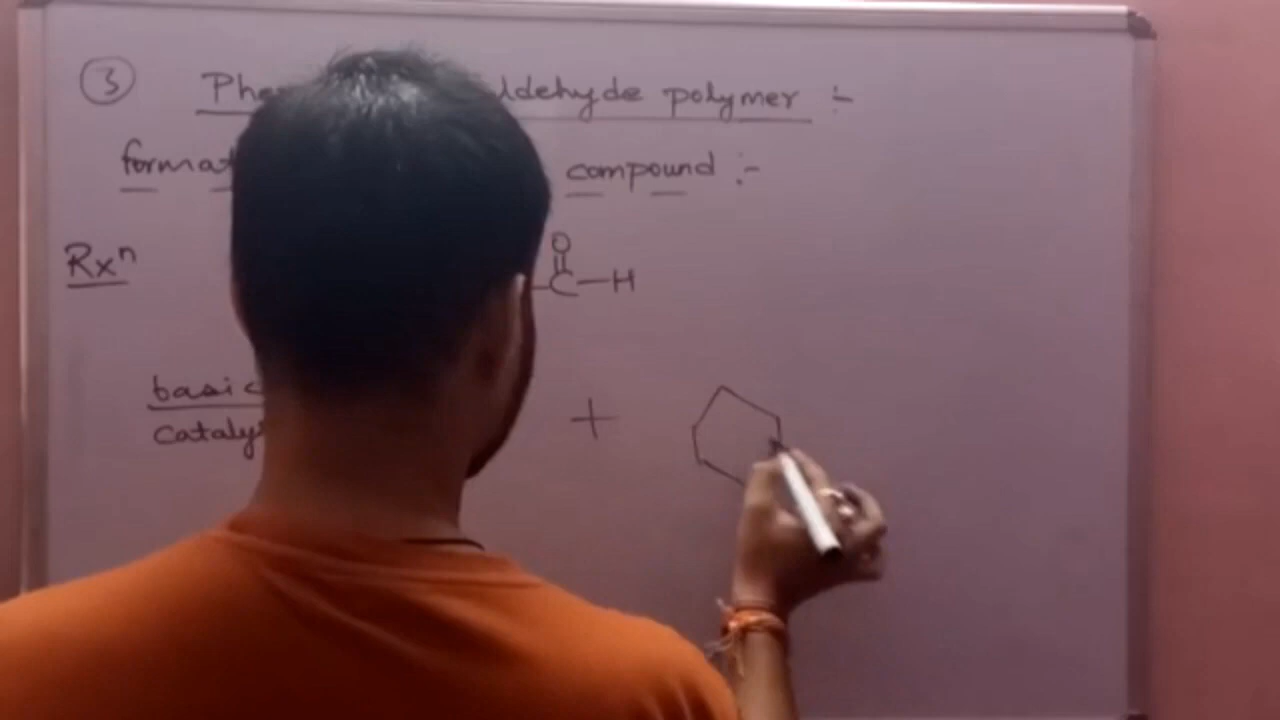 3 Phe ldehyde polymer :-
format compound :-
Rxⁿ
O
C-H
basic +
Cataly